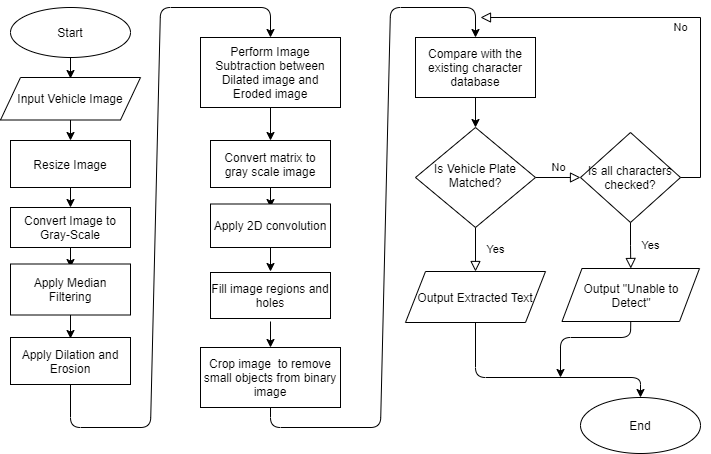 Start
Input Vehicle Image
Resize Image
Convert Image to
Gray-Scale
Apply Median
Filtering
Apply Dilation and
Erosion
Perform Image
Subtraction between
Dilated image and
Eroded image
Convert matrix to
gray scale image
Apply 2D convolution
Fill image regions and
holes
Crop image to remove
small objects from binary
image
Compare with the
existing character
database
Is Vehicle Plate
Matched?
No
Is all characters
checked?
No
Yes
Yes
Output Extracted Text
Output "Unable to
Detect"
End